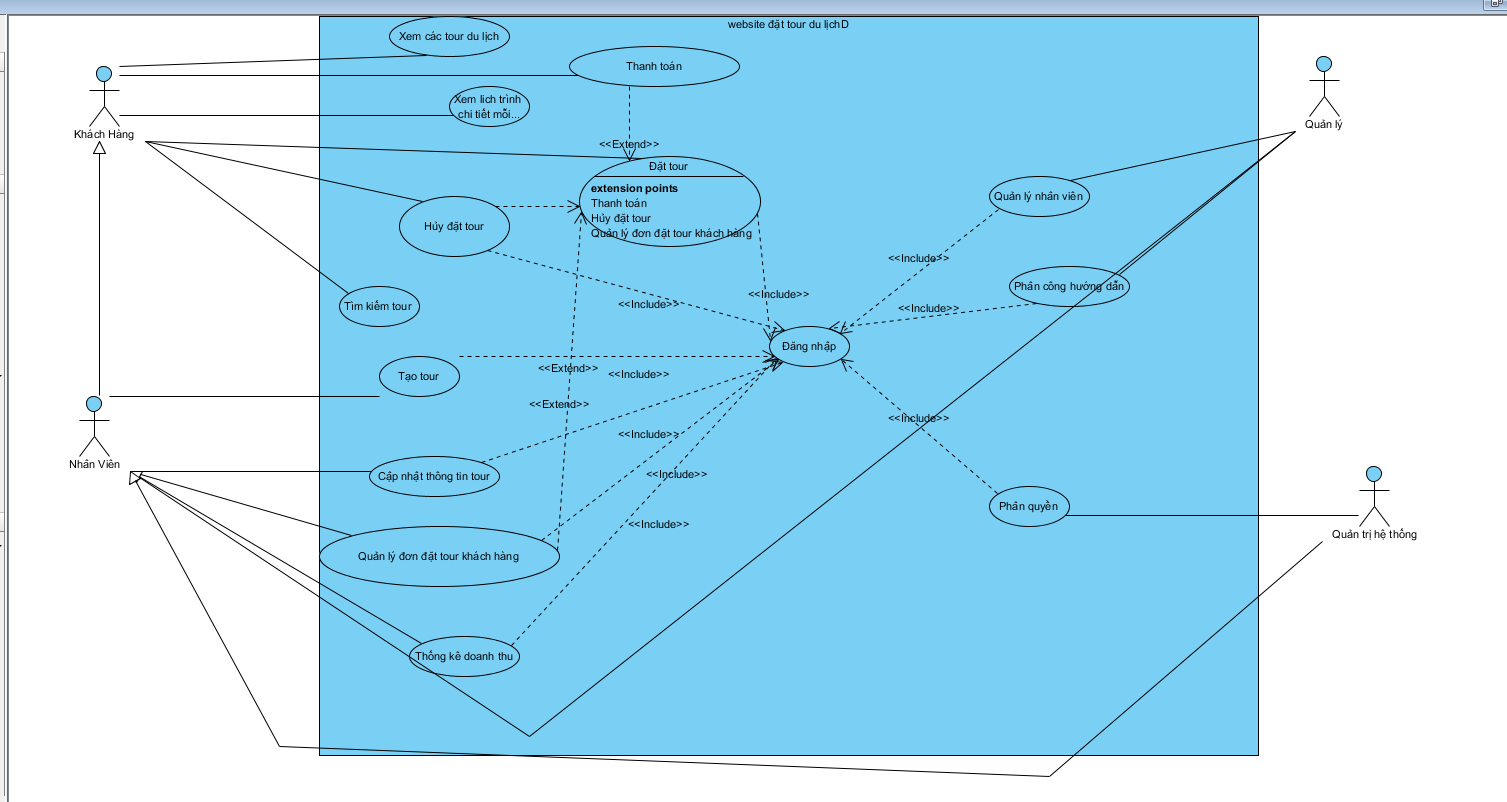 website đặt tour du lịchD
Xem các tour du lịch
Thanh toán
Xem lich trình
chi tiết mỗi...
Khách Hàng
Quản lý
<<Extend>>
Đặt tour
extension points
Thanh toán
Hủy đặt tour
Quản lý đơn đặt tour khách hàng
Quản lý nhân viên
Hủy đặt tour
<<Include>>
Phân công hướng dẫn
<<Include>>
<<Include>>
<<Include>>
Tìm kiếm tour
Đăng nhập
Tạo tour
<<Extend>>
<<Include>>
<<Extend>>
<<Include>>
<<Include>>
Nhân Viên
Cập nhật thông tin tour
<<Include>>
Phân quyền
<<Include>>
Quản trị hệ thống
Quản lý đơn đặt tour khách hàng
Thống kê doanh thu